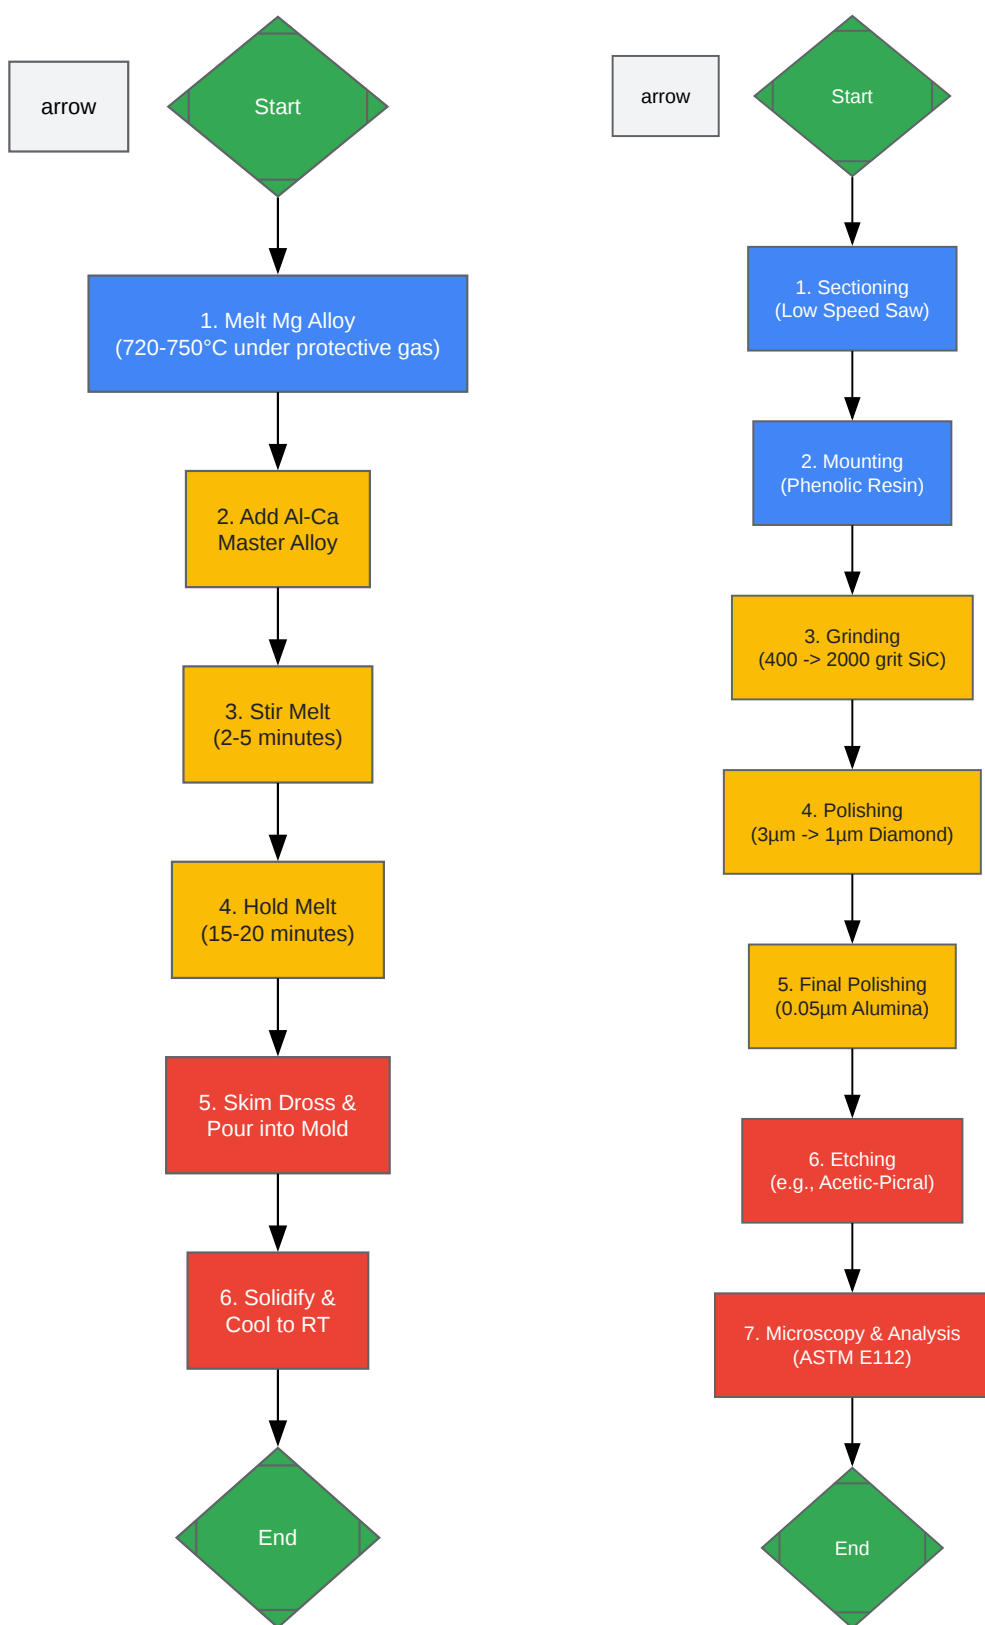 arrow
Start
1. Melt Mg Alloy
(720-750°C under protective gas)
2. Add Al-Ca
Master Alloy
3. Stir Melt
(2-5 minutes)
4. Hold Melt
(15-20 minutes)
5. Skim Dross &
Pour into Mold
6. Solidify &
Cool to RT
End
arrow
Start
1. Sectioning
(Low Speed Saw)
2. Mounting
(Phenolic Resin)
3. Grinding
(400 -> 2000 grit SiC)
4. Polishing
(3µm -> 1µm Diamond)
5. Final Polishing
(0.05µm Alumina)
6. Etching
(e.g., Acetic-Picral)
7. Microscopy & Analysis
(ASTM E112)
End